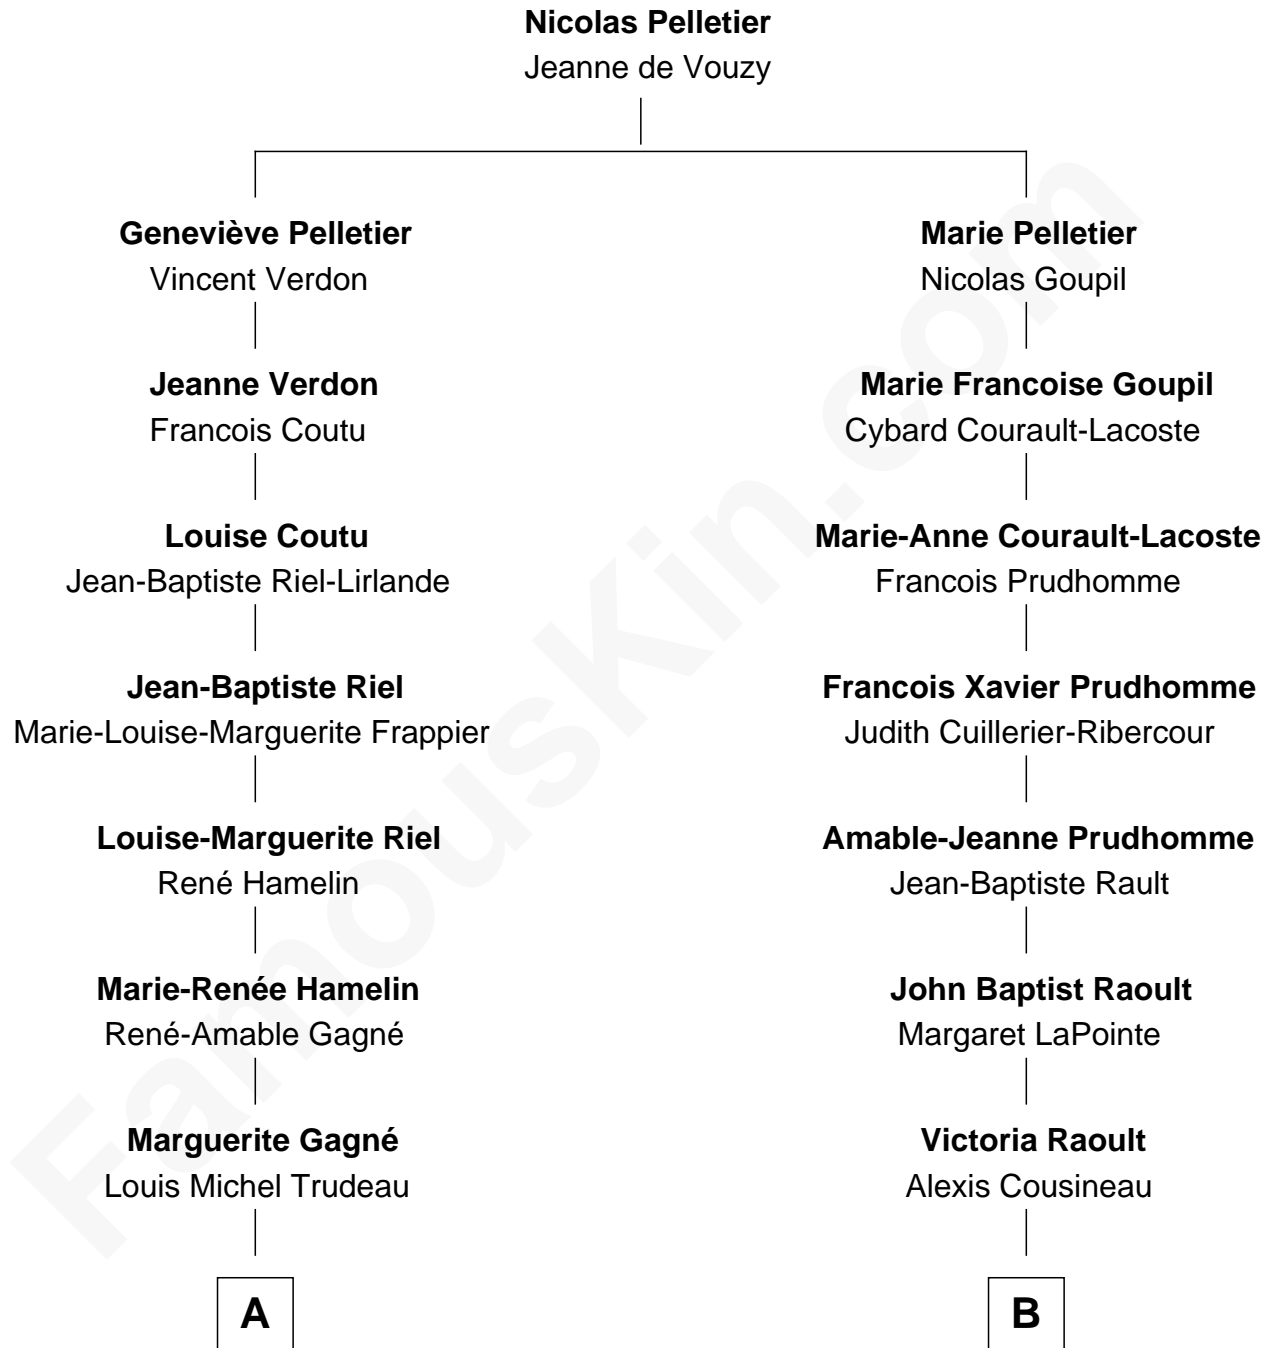 Nicolas Pelletier
Jeanne de Vouzy
Geneviève Pelletier
Vincent Verdon
Jeanne Verdon
Francois Coutu
Louise Coutu
Jean-Baptiste Riel-Lirlande
Jean-Baptiste Riel
Marie-Louise-Marguerite Frappier
Louise-Marguerite Riel
René Hamelin
Marie-Renée Hamelin
René-Amable Gagné
Marguerite Gagné
Louis Michel Trudeau
A
Marie Pelletier
Nicolas Goupil
Marie Francoise Goupil
Cybard Courault-Lacoste
Marie-Anne Courault-Lacoste
Francois Prudhomme
Francois Xavier Prudhomme
Judith Cuillerier-Ribercour
Amable-Jeanne Prudhomme
Jean-Baptiste Rault
John Baptist Raoult
Margaret LaPointe
Victoria Raoult
Alexis Cousineau
B
FamousKin.com